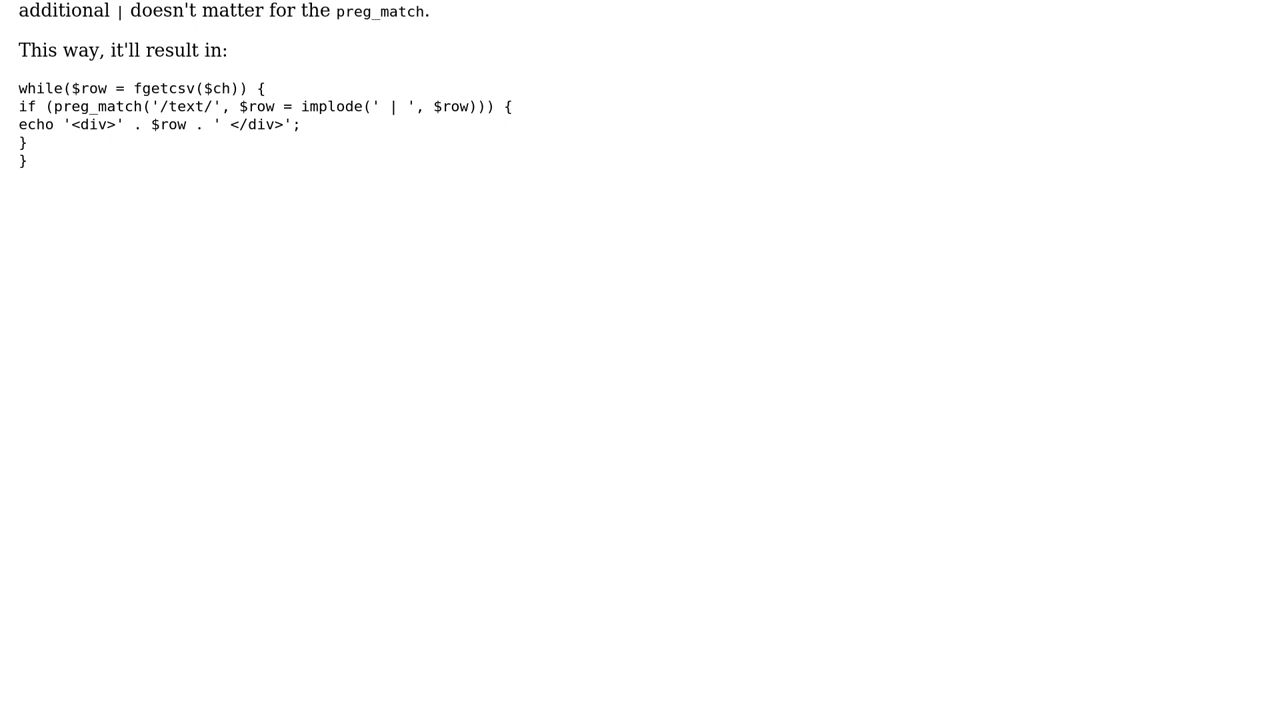 additional | doesn't matter for the preg_match.
This way, it'll result in:
while($row = fgetcsv($ch)) {
if (preg_match('/text/', $row = implode(' | ', $row))) {
echo '<div>' . $row . ' </div>';
}
}